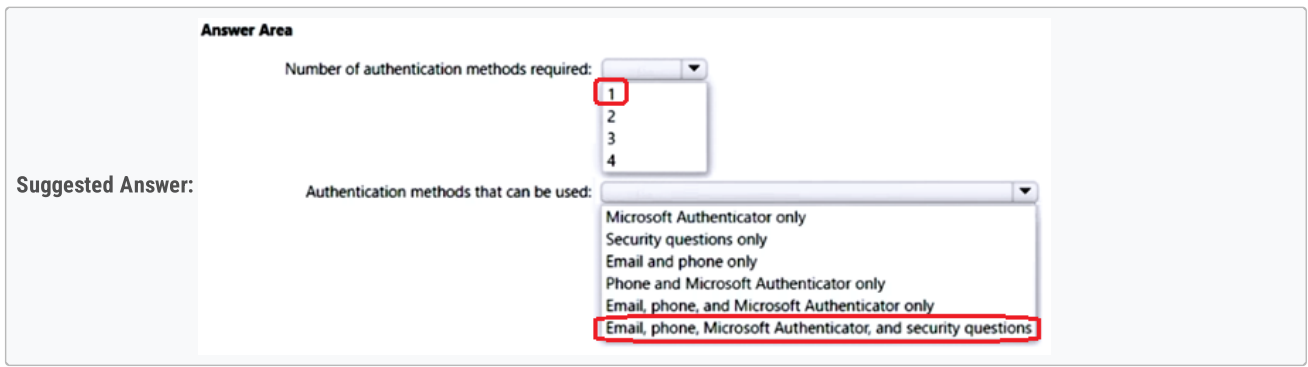 Answer Area
Number of authentication methods required:
1
2
3
4
Suggested Answer:
Authentication methods that can be used:
Microsoft Authenticator only
Security questions only
Email and phone only
Phone and Microsoft Authenticator only
Email, phone, and Microsoft Authenticator only
Email, phone, Microsoft Authenticator, and security questions